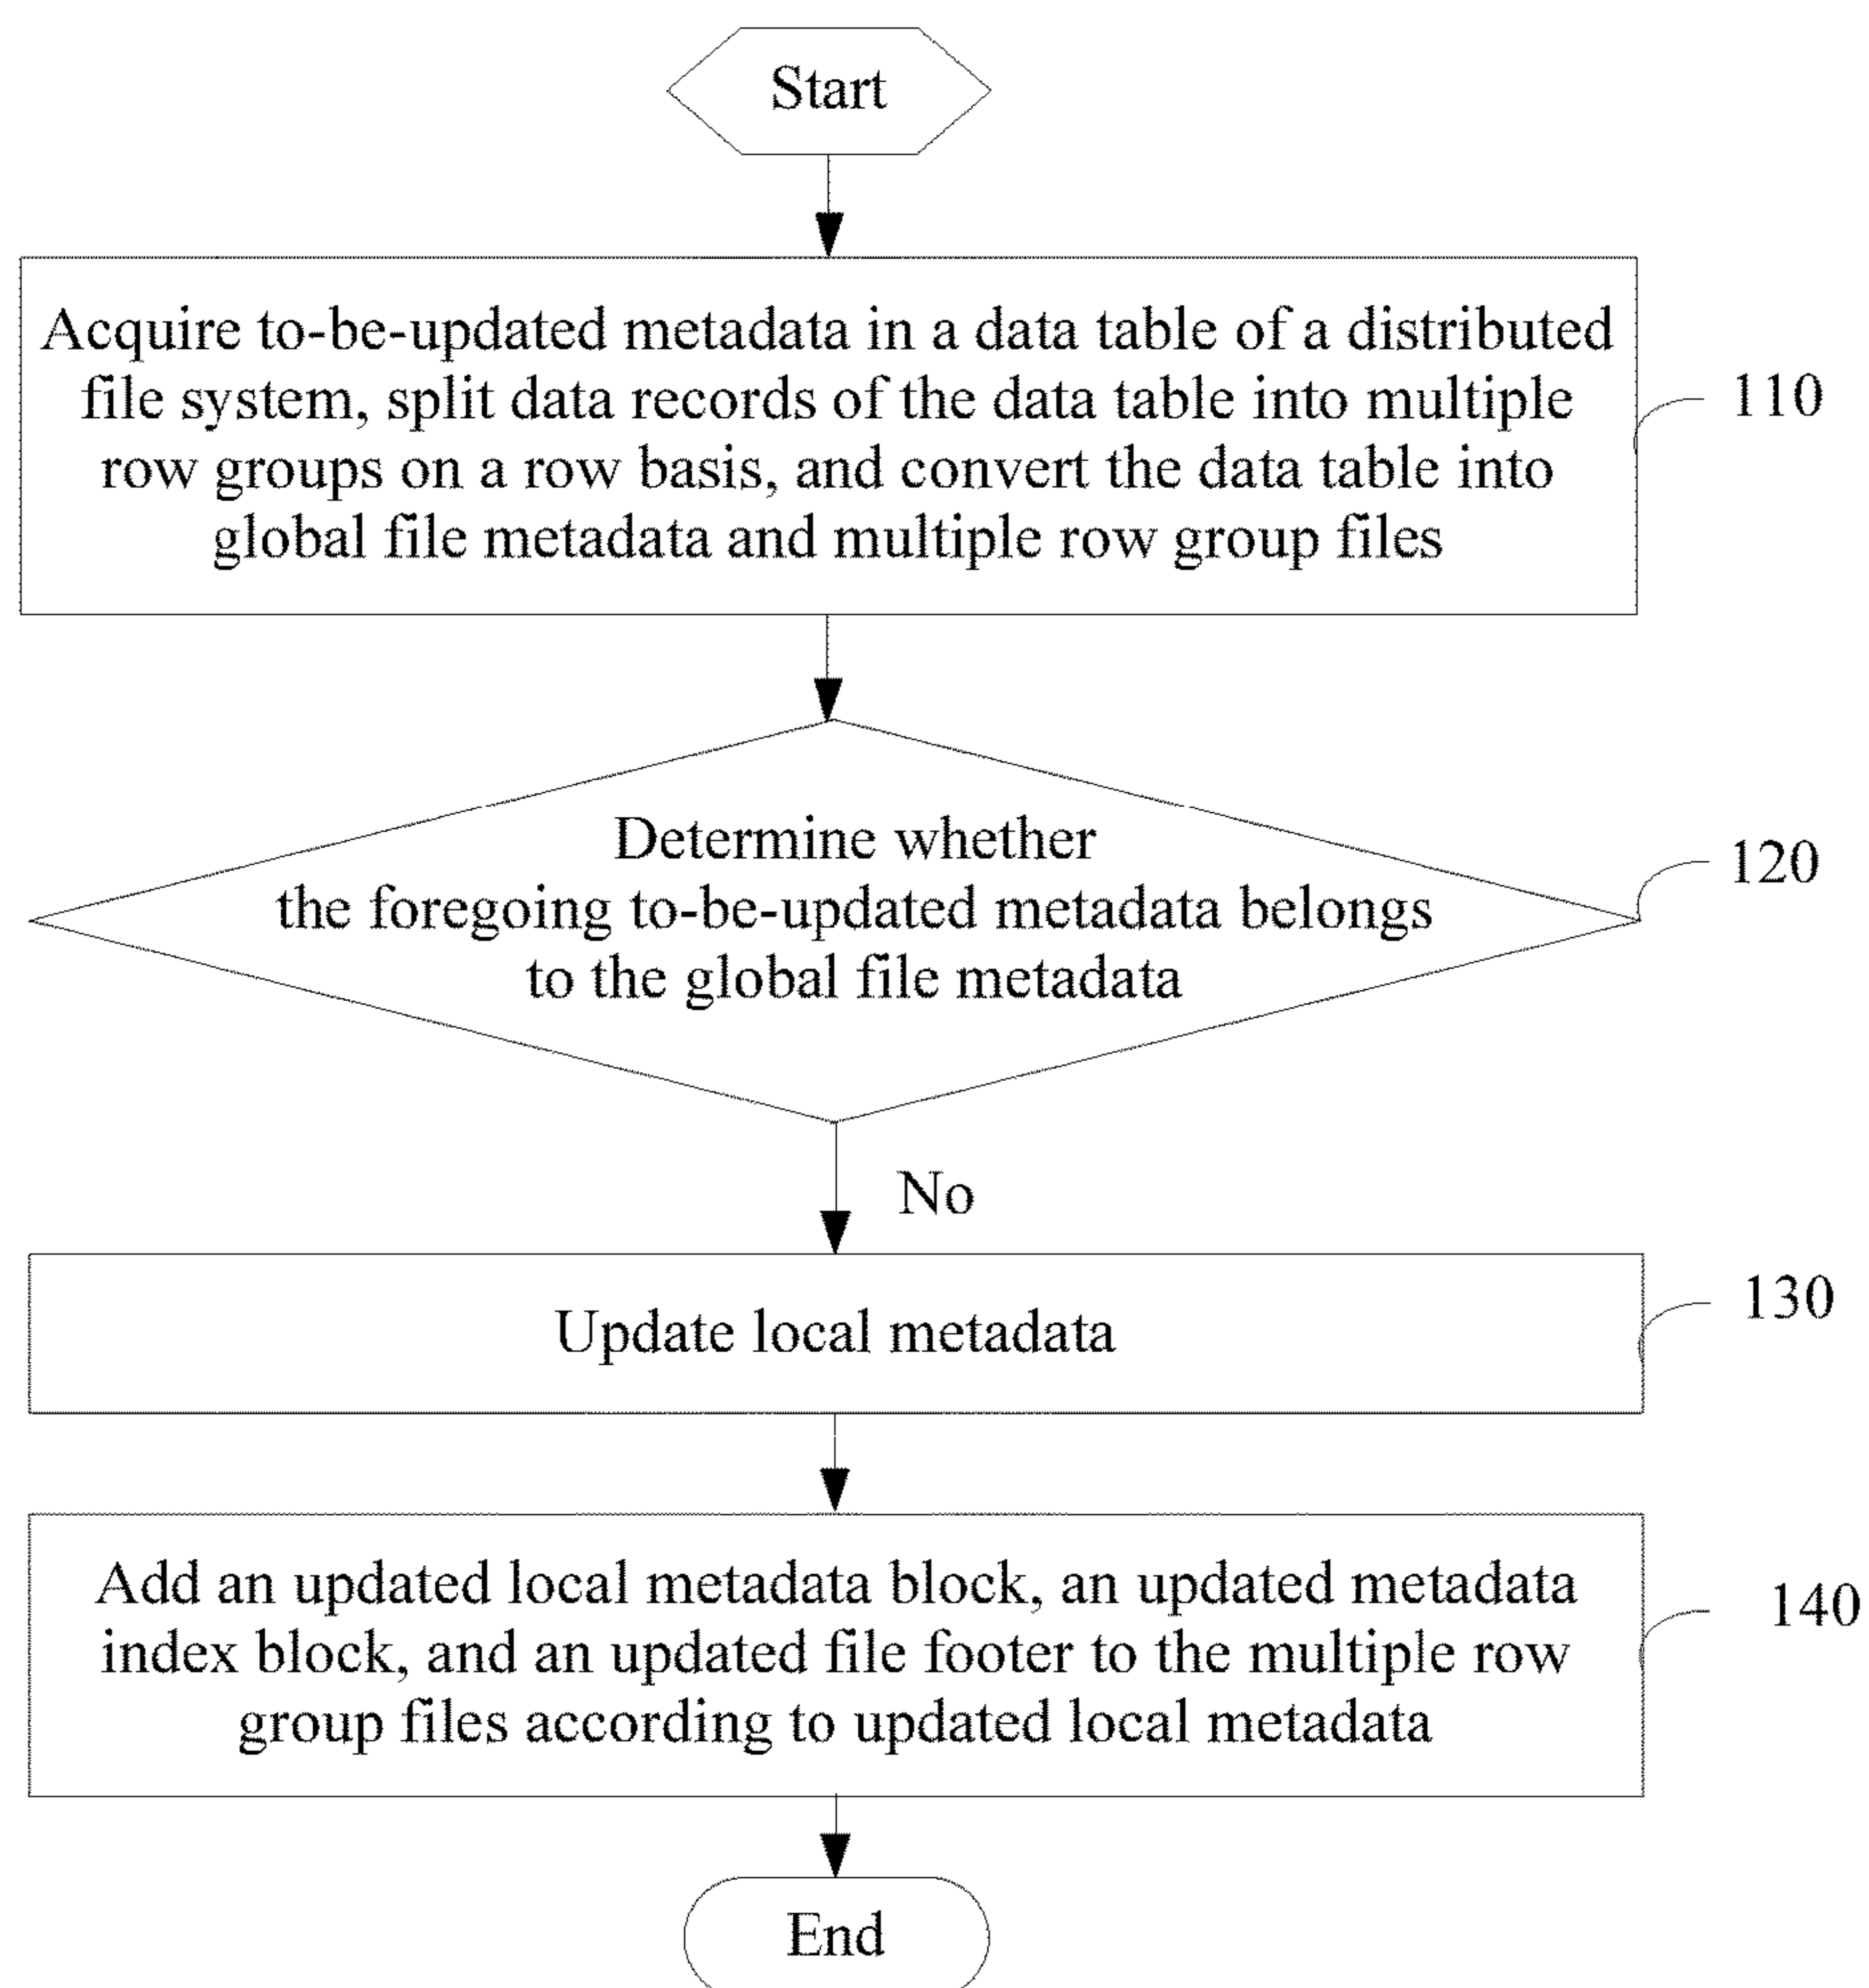 Start
Acquire to-be-updated metadata in a data table of a distributed
file system, split data records of the data table into multiple
row groups on a row basis, and convert the data table into
global file metadata and multiple row group files
110
Determine whether
the foregoing to-be-updated metadata belongs
to the global file metadata
120
No
Update local metadata
130
Add an updated local metadata block, an updated metadata
index block, and an updated file footer to the multiple row
group files according to updated local metadata
140
End